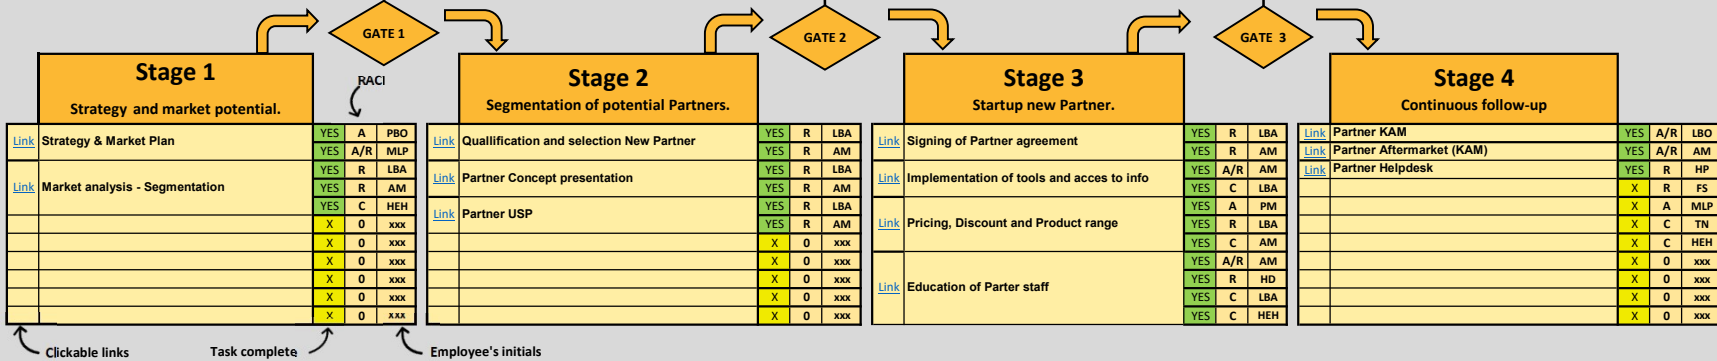 GATE 1
GATE 2
GATE 3
Stage 1
Strategy and market potential.
RACI
Stage 2
Segmentation of potential Partners.
Stage 3
Startup new Partner.
Stage 4
Continuous follow-up
Link Strategy & Market Plan YES A PBO
YES A/R MLP
Link Market analysis - Segmentation YES R LBA
YES R AM
YES C HEH
X 0 xxx
X 0 xxx
X 0 xxx
X 0 xxx
X 0 xxx
X 0 xxx
Link Quallification and selection New Partner YES R LBA
YES R AM
Link Partner Concept presentation YES R LBA
YES R AM
Link Partner USP YES R LBA
YES R AM
X 0 xxx
X 0 xxx
X 0 xxx
X 0 xxx
X 0 xxx
Link Signing of Partner agreement YES R LBA
YES R AM
Link Implementation of tools and acces to info YES A/R AM
YES C LBA
Link Pricing, Discount and Product range YES A PM
YES R LBA
YES C AM
Link Education of Parter staff YES A/R AM
YES R HD
YES C LBA
YES C HEH
Link Partner KAM YES A/R LBO
Link Partner Aftermarket (KAM) YES A/R AM
Link Partner Helpdesk YES R HP
X R FS
X A MLP
X C TN
X C HEH
X 0 xxx
X 0 xxx
X 0 xxx
X 0 xxx
Clickable links
Task complete
Employee's initials